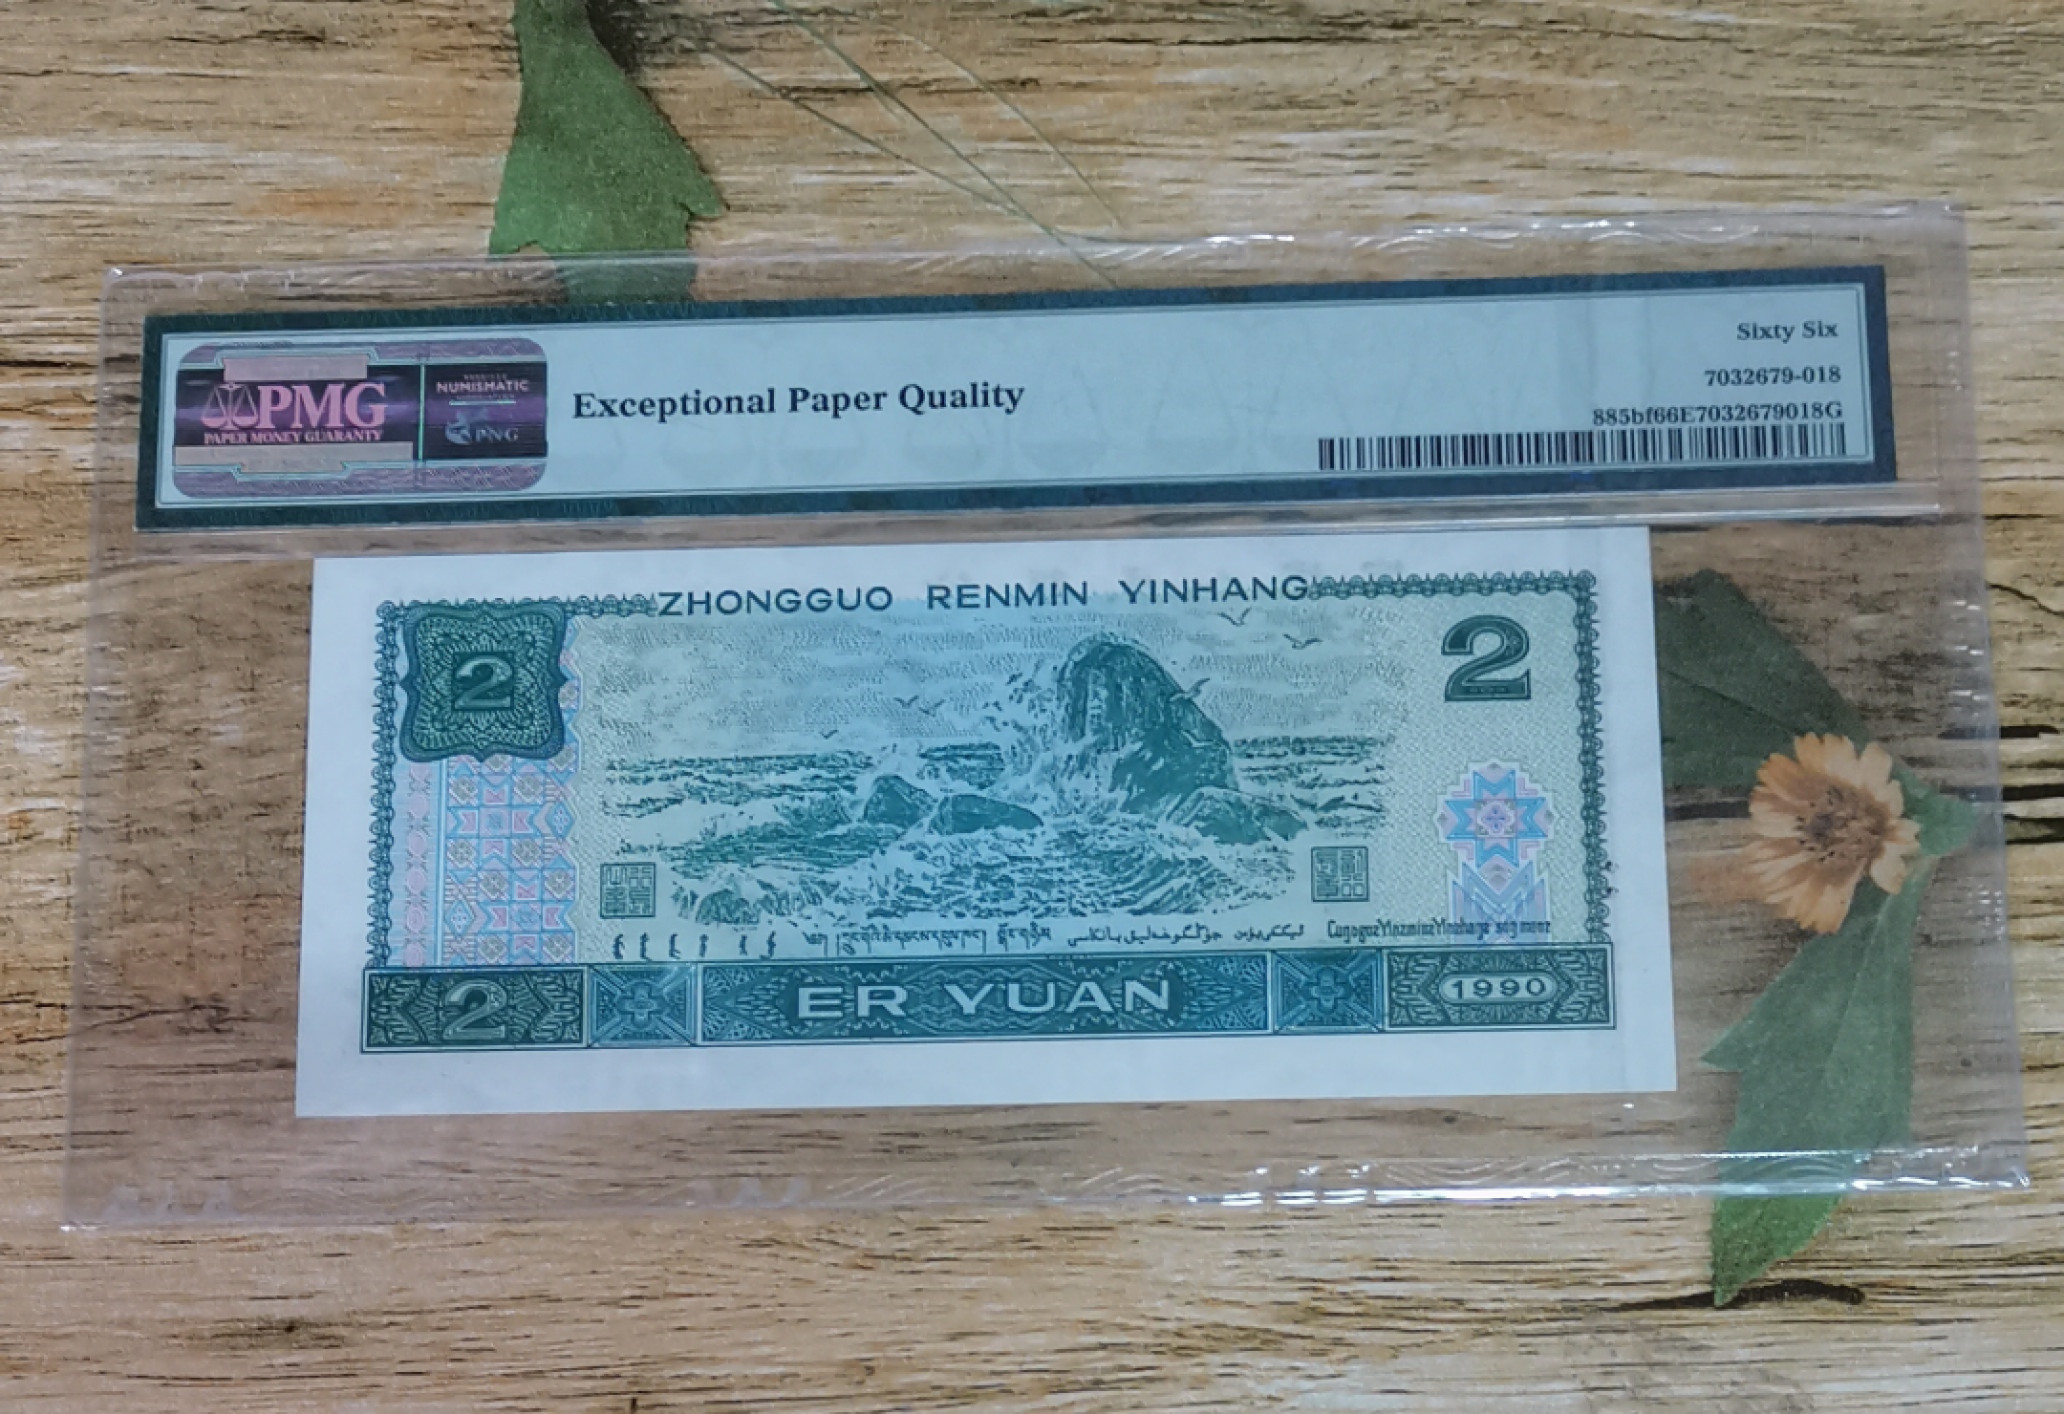 Sixty Six
PMG
PAPER MONEY GUARANTY
NUMISMATIC
PNG
Exceptional Paper Quality
7032679-018
885bf66E7032679018G
ZHONGGUO RENMIN YINHANG
2
2
2
ER YUAN
1990